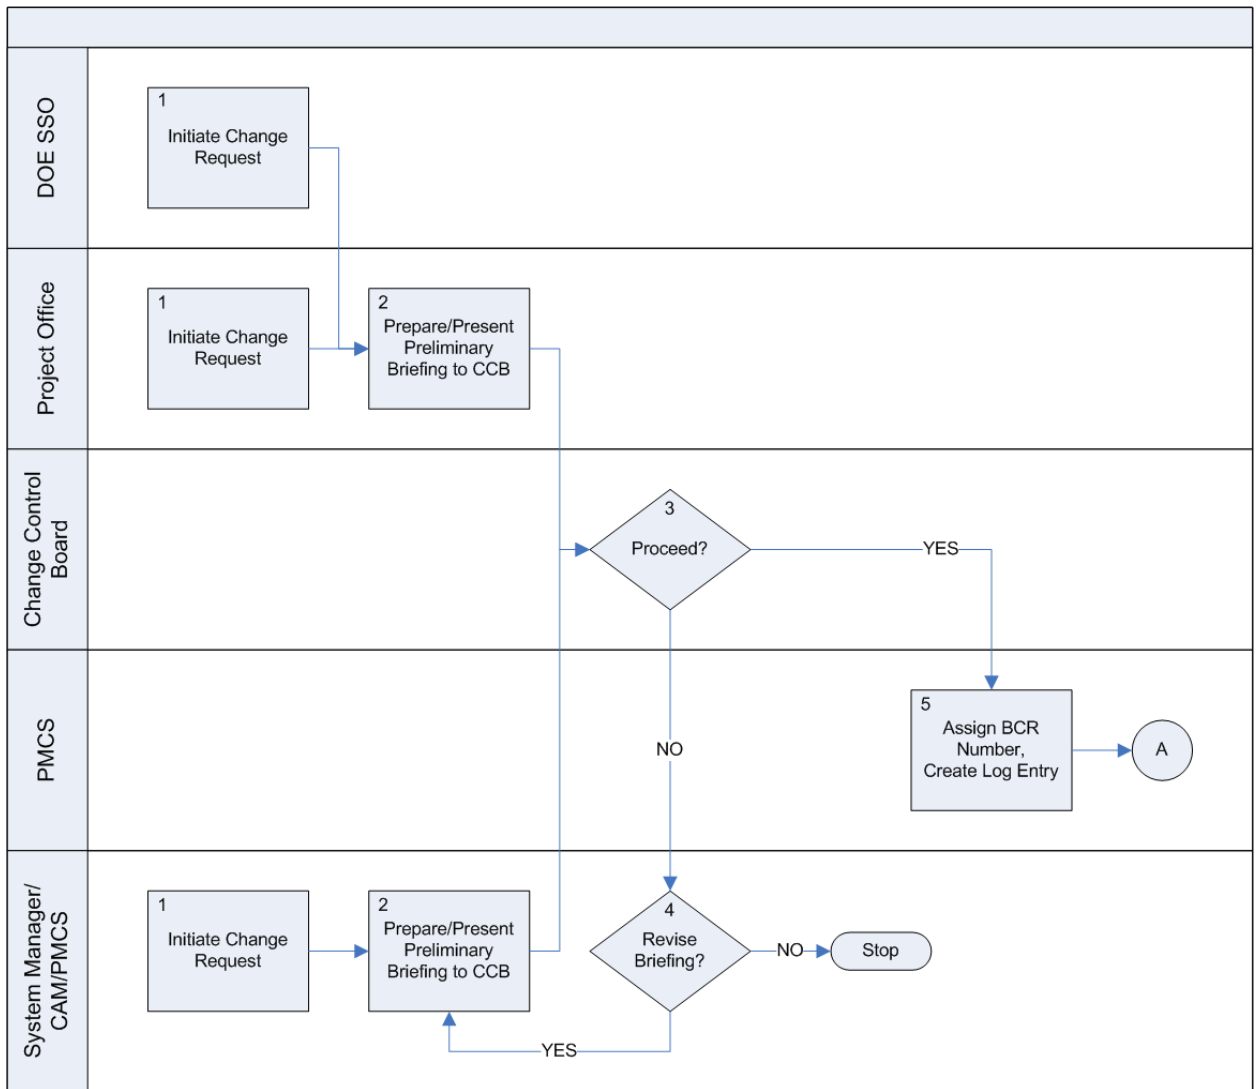 DOE SSO
1
Initiate Change
Request
Project Office
1
Initiate Change
Request
2
Prepare/Present
Preliminary
Briefing to CCB
Change Control
Board
3
Proceed?
YES
NO
PMCS
5
Assign BCR
Number,
Create Log Entry
A
System Manager/
CAM/PMCS
1
Initiate Change
Request
2
Prepare/Present
Preliminary
Briefing to CCB
4
Revise
Briefing?
NO
Stop
YES